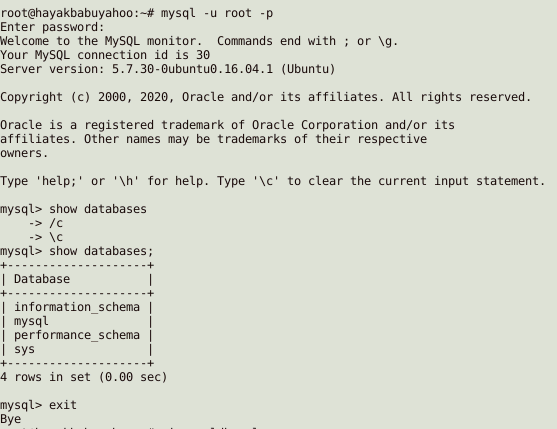 root@hayakbabuyahoo:~# mysql -u root -p
Enter password:
Welcome to the MySQL monitor.  Commands end with ; or \g.
Your MySQL connection id is 30
Server version: 5.7.30-0ubuntu0.16.04.1 (Ubuntu)

Copyright (c) 2000, 2020, Oracle and/or its affiliates. All rights reserved.

Oracle is a registered trademark of Oracle Corporation and/or its
affiliates. Other names may be trademarks of their respective
owners.

Type 'help;' or '\h' for help. Type '\c' to clear the current input statement.

mysql> show databases
    -> /c
    -> \c
mysql> show databases;
+--------------------+
| Database           |
+--------------------+
| information_schema |
| mysql              |
| performance_schema |
| sys                |
+--------------------+
4 rows in set (0.00 sec)

mysql> exit
Bye